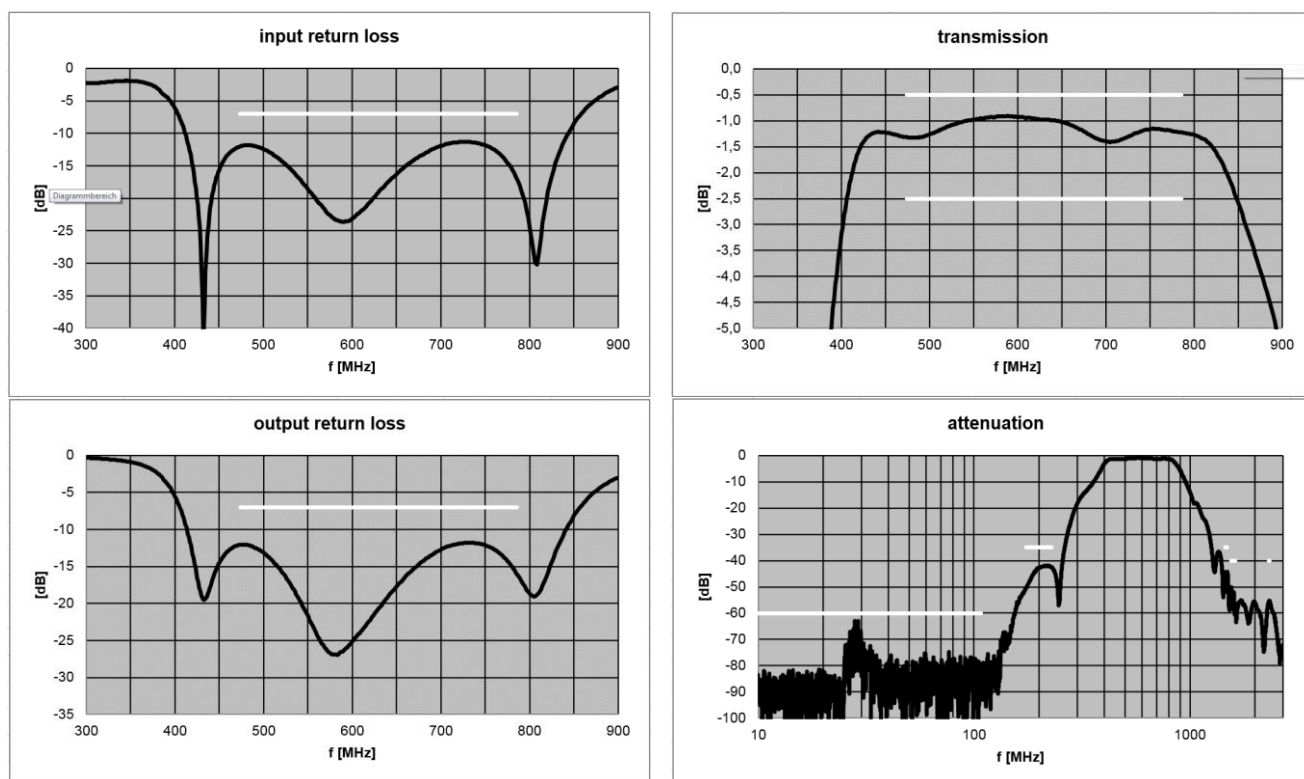 input return loss
0
-5
-10
-15
-20
-25
-30
-35
-40
[dB]
Diagrammbereich
300 400 500 600 700 800 900
f [MHz]
transmission
0,0
-0,5
-1,0
-1,5
-2,0
-2,5
-3,0
-3,5
-4,0
-4,5
-5,0
[dB]
300 400 500 600 700 800 900
f [MHz]
output return loss
0
-5
-10
-15
-20
-25
-30
-35
[dB]
300 400 500 600 700 800 900
f [MHz]
attenuation
0
-10
-20
-30
-40
-50
-60
-70
-80
-90
-100
[dB]
10 100 1000
f [MHz]